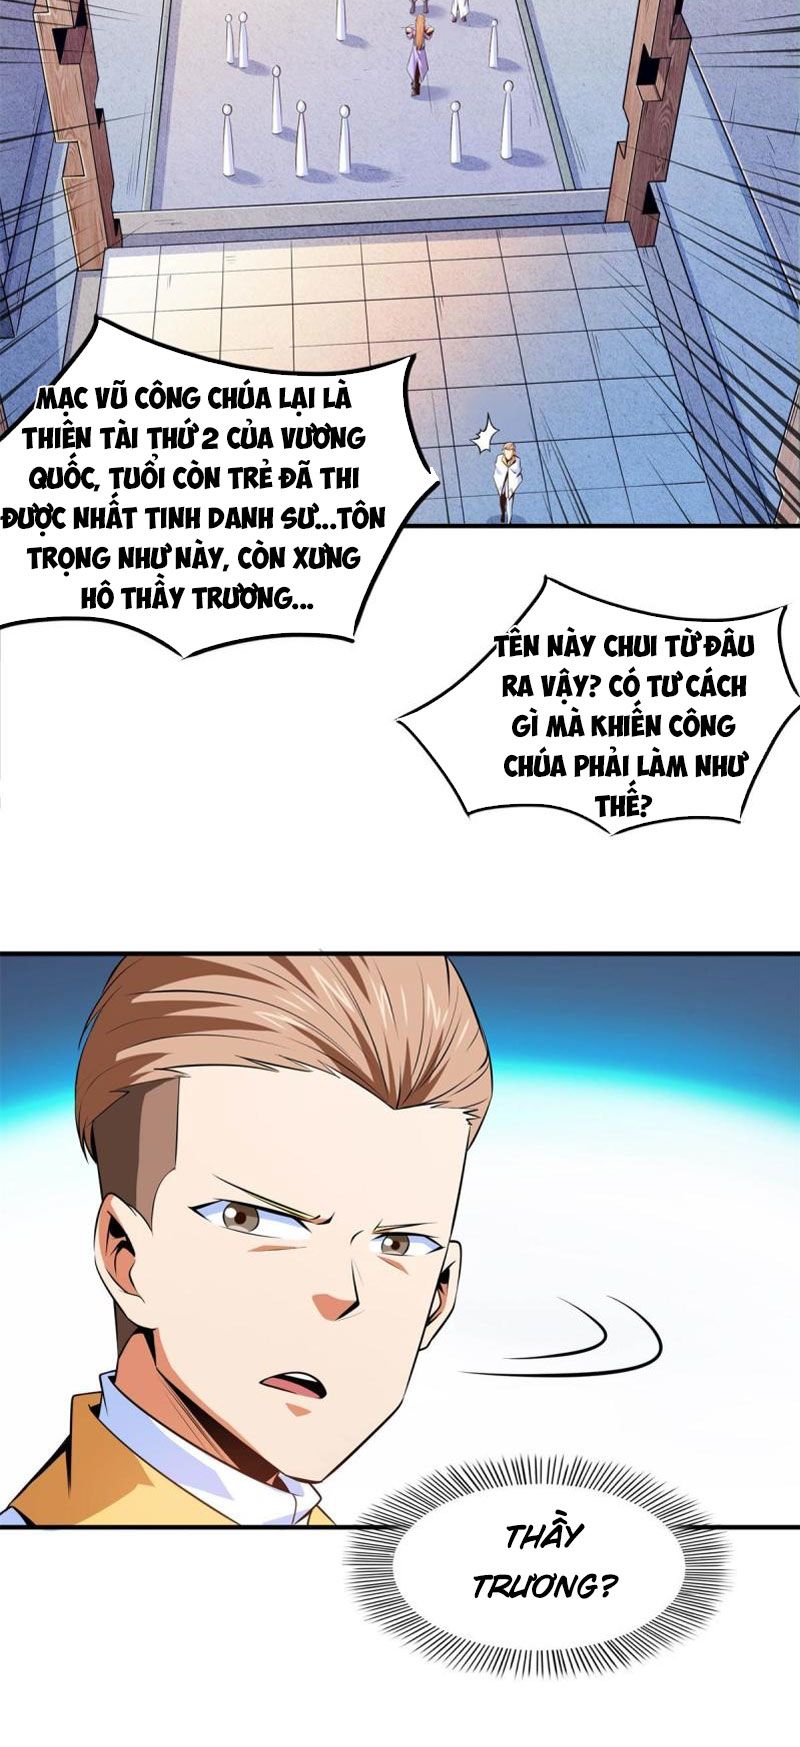 MẠC VŨ CÔNG CHÚA LẠI LÀ
THIÊN TÀI THỨ 2 CỦA VƯƠNG
QUỐC, TUỔI CÒN TRẺ ĐÃ THI
ĐƯỢC NHẤT TINH DANH SƯ...TÔN
TRỌNG NHƯ NÀY, CÒN XƯNG
HÔ THẦY TRƯƠNG...
TÊN NÀY CHUI TỪ ĐÂU
RA VẬY? CÓ TƯ CÁCH
GÌ MÀ KHIẾN CÔNG
CHÚA PHẢI LÀM NHƯ
THẾ?
THẦY
TRƯƠNG?